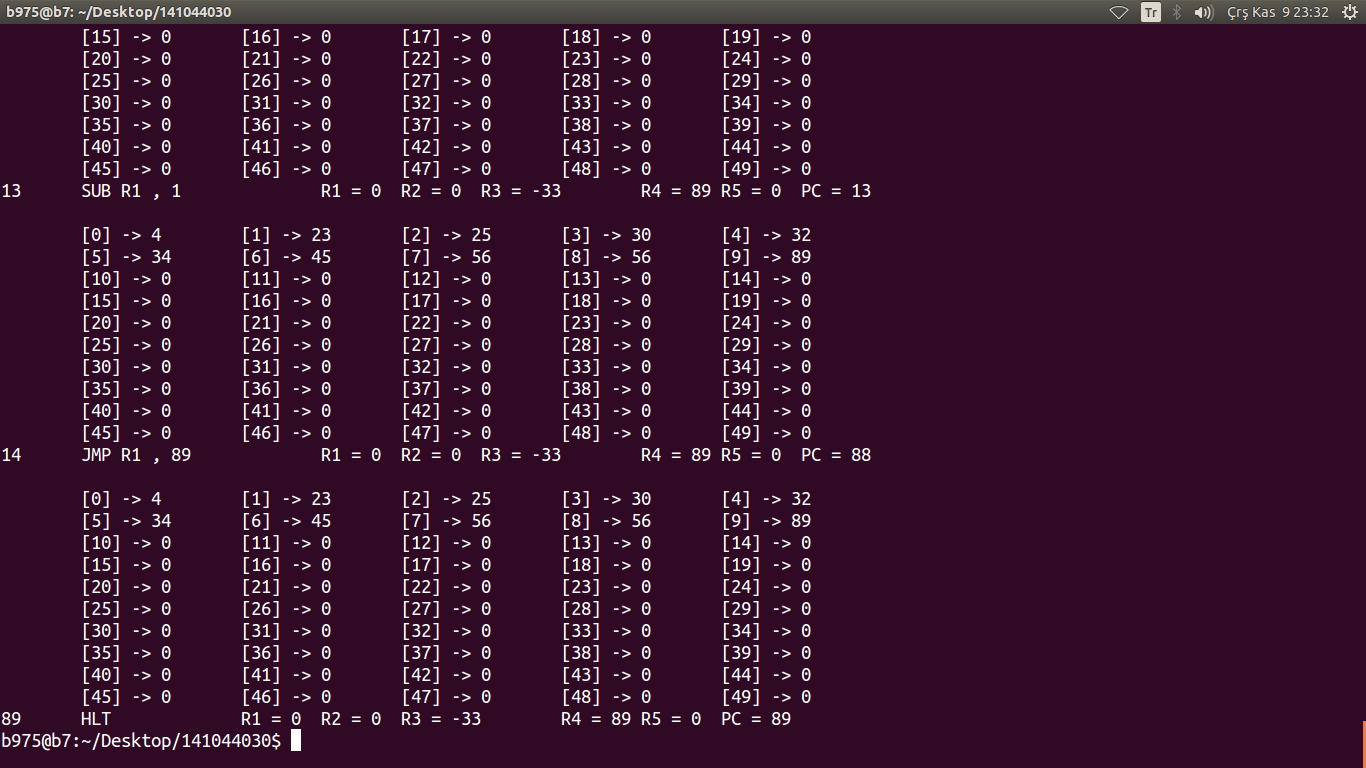 b975@b7: ~/Desktop/141044030 Tr Çrş Kas 9 23:32
[15] -> 0 [16] -> 0 [17] -> 0 [18] -> 0 [19] -> 0
[20] -> 0 [21] -> 0 [22] -> 0 [23] -> 0 [24] -> 0
[25] -> 0 [26] -> 0 [27] -> 0 [28] -> 0 [29] -> 0
[30] -> 0 [31] -> 0 [32] -> 0 [33] -> 0 [34] -> 0
[35] -> 0 [36] -> 0 [37] -> 0 [38] -> 0 [39] -> 0
[40] -> 0 [41] -> 0 [42] -> 0 [43] -> 0 [44] -> 0
[45] -> 0 [46] -> 0 [47] -> 0 [48] -> 0 [49] -> 0
13 SUB R1 , 1 R1 = 0 R2 = 0 R3 = -33 R4 = 89 R5 = 0 PC = 13
[0] -> 4 [1] -> 23 [2] -> 25 [3] -> 30 [4] -> 32
[5] -> 34 [6] -> 45 [7] -> 56 [8] -> 56 [9] -> 89
[10] -> 0 [11] -> 0 [12] -> 0 [13] -> 0 [14] -> 0
[15] -> 0 [16] -> 0 [17] -> 0 [18] -> 0 [19] -> 0
[20] -> 0 [21] -> 0 [22] -> 0 [23] -> 0 [24] -> 0
[25] -> 0 [26] -> 0 [27] -> 0 [28] -> 0 [29] -> 0
[30] -> 0 [31] -> 0 [32] -> 0 [33] -> 0 [34] -> 0
[35] -> 0 [36] -> 0 [37] -> 0 [38] -> 0 [39] -> 0
[40] -> 0 [41] -> 0 [42] -> 0 [43] -> 0 [44] -> 0
[45] -> 0 [46] -> 0 [47] -> 0 [48] -> 0 [49] -> 0
14 JMP R1 , 89 R1 = 0 R2 = 0 R3 = -33 R4 = 89 R5 = 0 PC = 88
[0] -> 4 [1] -> 23 [2] -> 25 [3] -> 30 [4] -> 32
[5] -> 34 [6] -> 45 [7] -> 56 [8] -> 56 [9] -> 89
[10] -> 0 [11] -> 0 [12] -> 0 [13] -> 0 [14] -> 0
[15] -> 0 [16] -> 0 [17] -> 0 [18] -> 0 [19] -> 0
[20] -> 0 [21] -> 0 [22] -> 0 [23] -> 0 [24] -> 0
[25] -> 0 [26] -> 0 [27] -> 0 [28] -> 0 [29] -> 0
[30] -> 0 [31] -> 0 [32] -> 0 [33] -> 0 [34] -> 0
[35] -> 0 [36] -> 0 [37] -> 0 [38] -> 0 [39] -> 0
[40] -> 0 [41] -> 0 [42] -> 0 [43] -> 0 [44] -> 0
[45] -> 0 [46] -> 0 [47] -> 0 [48] -> 0 [49] -> 0
89 HLT R1 = 0 R2 = 0 R3 = -33 R4 = 89 R5 = 0 PC = 89
b975@b7:~/Desktop/141044030$